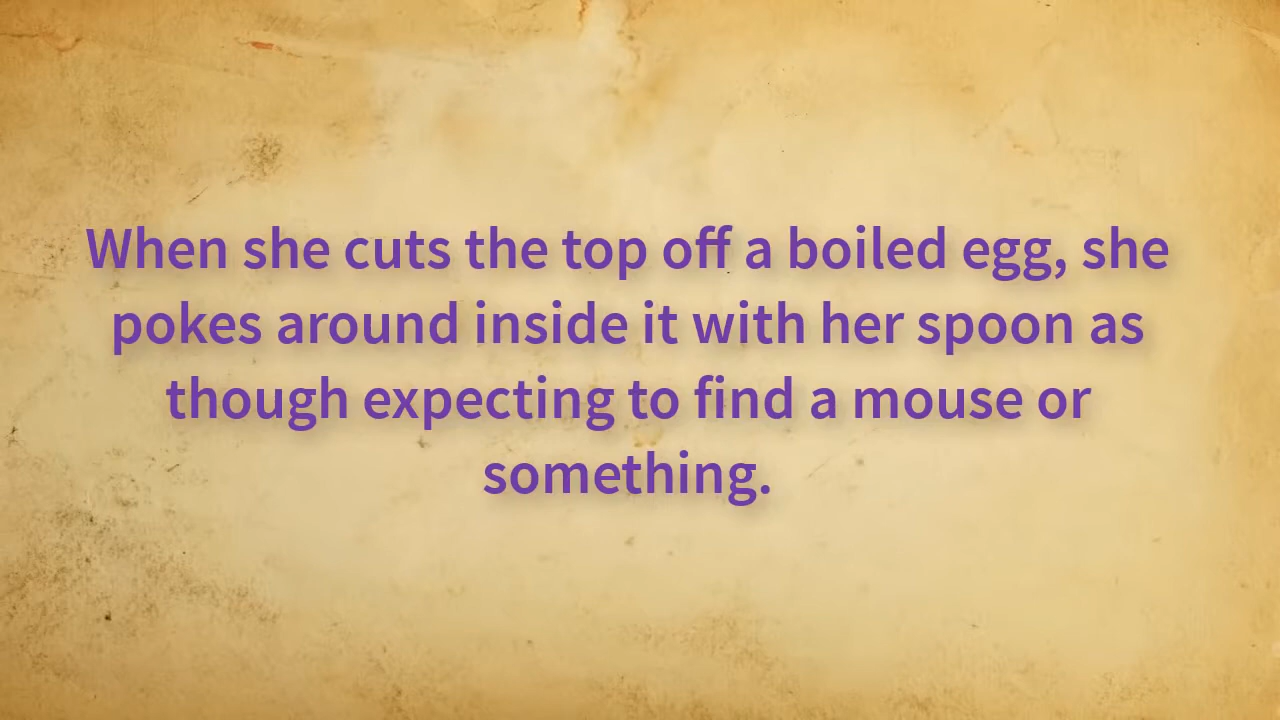 When she cuts the top off a boiled egg, she
pokes around inside it with her spoon as
though expecting to find a mouse or
something.